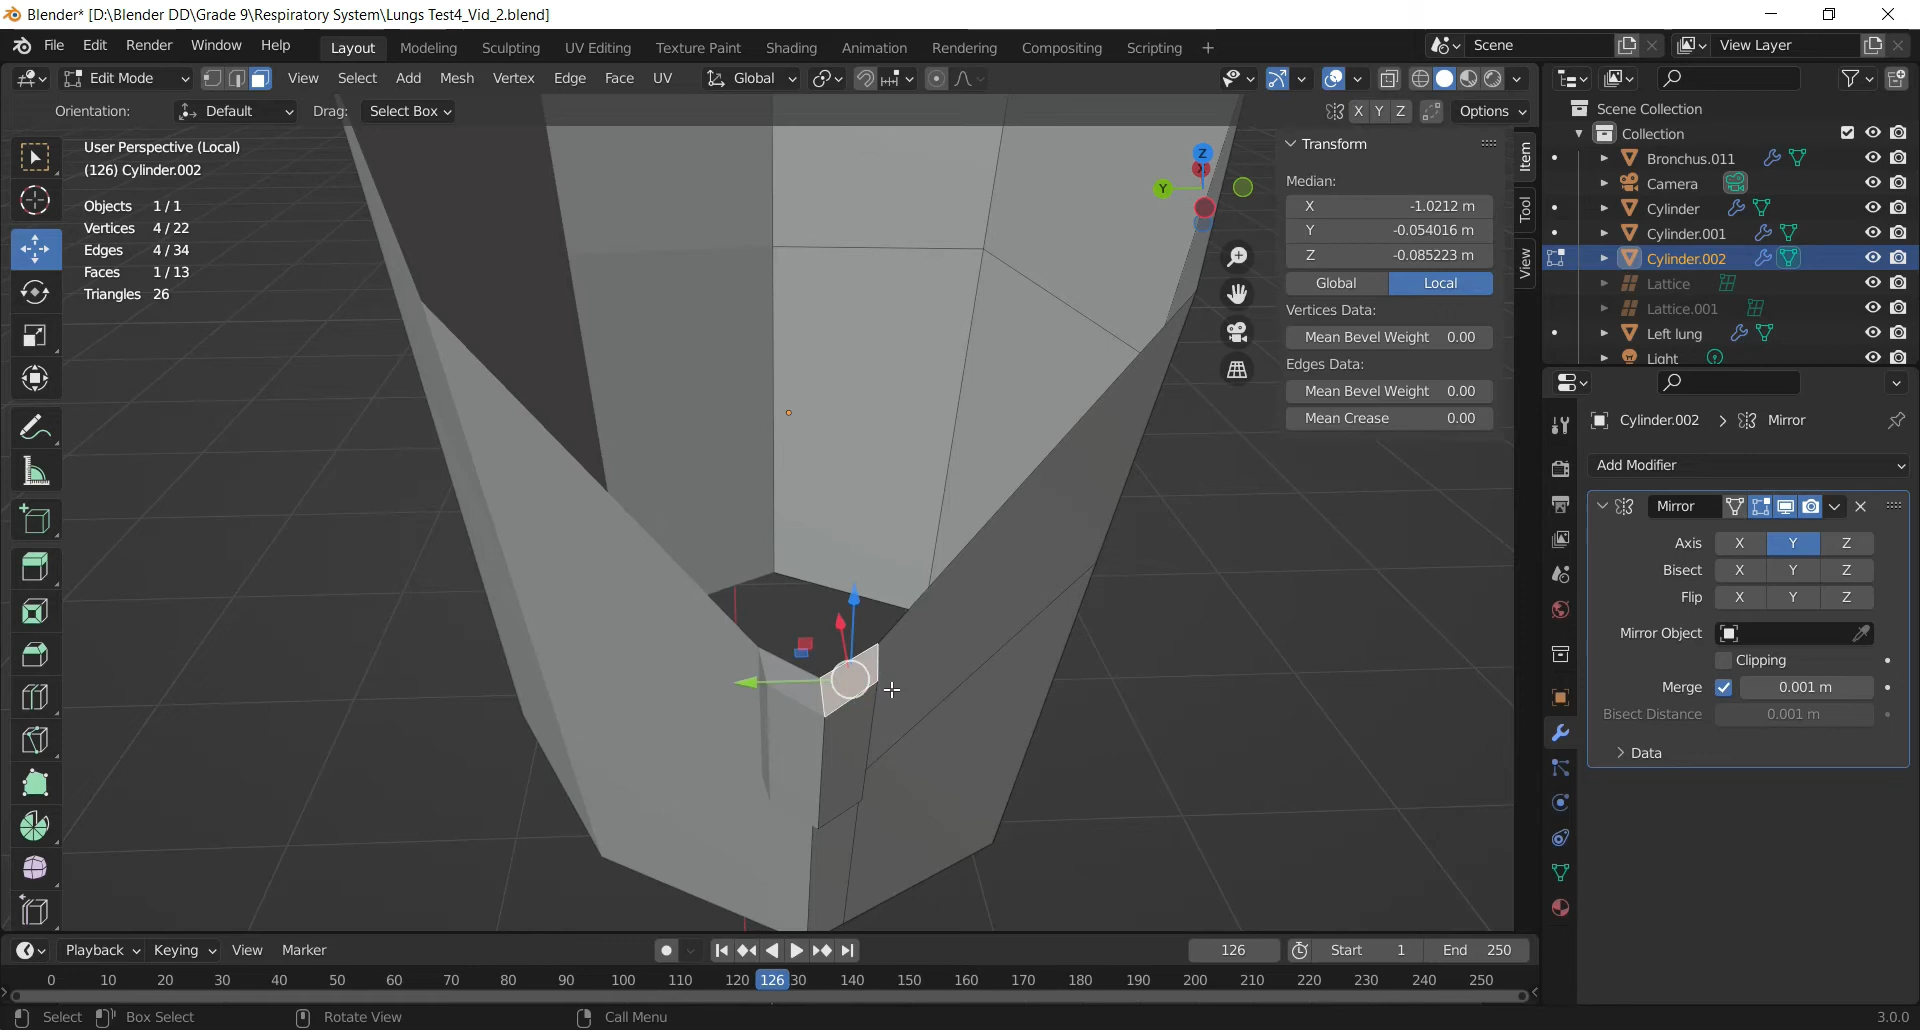 Blender* [D:\Blender DD\Grade 9\Respiratory System\Lungs Test4_Vid_2.blend]
File Edit Render Window Help Layout Modeling Sculpting UV Editing Texture Paint Shading Animation Rendering Compositing Scripting + Scene View Layer
Edit Mode View Select Add Mesh Vertex Edge Face UV Global
Orientation: Default Drag: Select Box X Y Z Options
User Perspective (Local)
(126) Cylinder.002
Objects 1/1
Vertices 4/22
Edges 4/34
Faces 1/13
Triangles 26
Z
X
Y
Transform
Median:
X -1.0212 m
Y -0.054016 m
Z -0.085223 m
Global Local
Vertices Data:
Mean Bevel Weight 0.00
Edges Data:
Mean Bevel Weight 0.00
Mean Crease 0.00
Item
Tool
View
Scene Collection
Collection
Bronchus.011
Camera
Cylinder
Cylinder.001
Cylinder.002
Lattice
Lattice.001
Left lung
Light
Cylinder.002 > Mirror
Add Modifier
Mirror
Axis X Y Z
Bisect X Y Z
Flip X Y Z
Mirror Object
Clipping
Merge 0.001 m
Bisect Distance 0.001 m
Data
Playback Keying View Marker 126 Start 1 End 250
0 10 20 30 40 50 60 70 80 90 100 110 120 126 30 140 150 160 170 180 190 200 210 220 230 240 250
Select Box Select Rotate View Call Menu 3.0.0